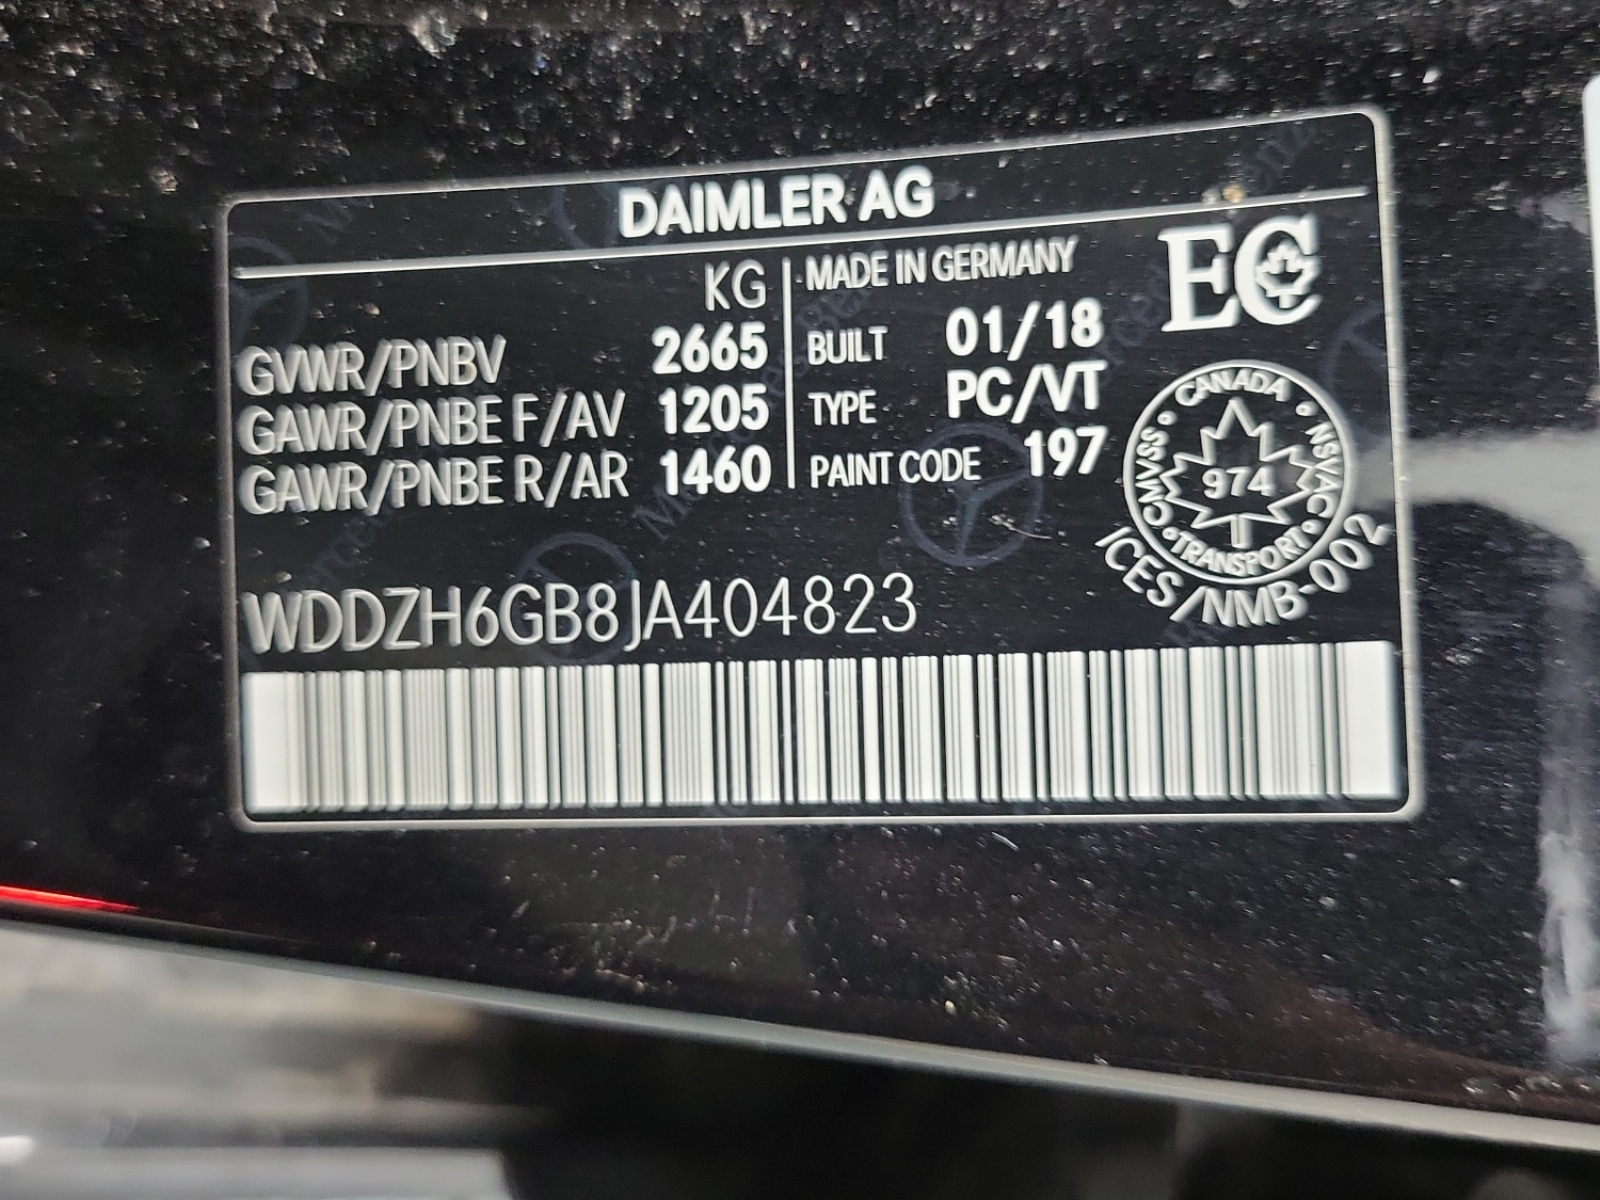 DAIMLER AG
KG
GVWR/PNBV 2665
GAWR/PNBE F/AV 1205
GAWR/PNBE R/AR 1460
MADE IN GERMANY
BUILT 01/18
TYPE PC/VT
PAINT CODE 197
EC
CANADA
NSVAC
TRANSPORT
CMVSS
974
ICES/NMB-002
WDDZH6GB8JA404823